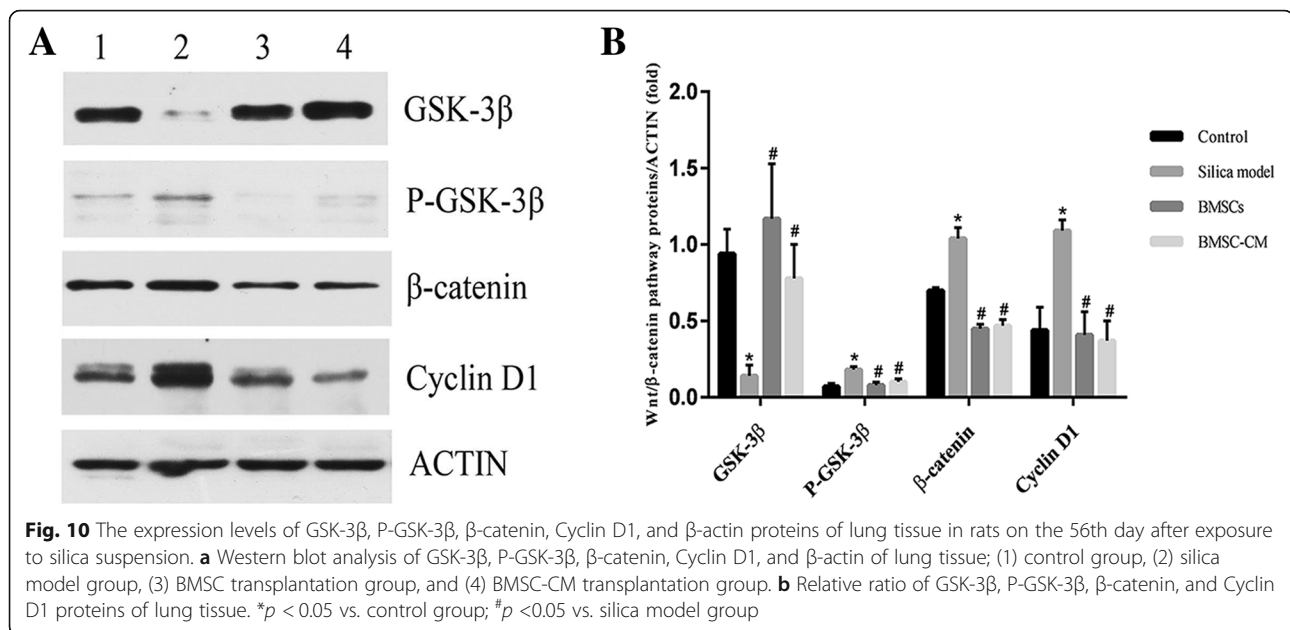 A
1 2 3 4
GSK-3β
P-GSK-3β
β-catenin
Cyclin D1
ACTIN
B
Wnt/β-catenin pathway proteins/ACTIN (fold)
2.0
1.5
1.0
0.5
0.0
#
*
#
*
#
#
*
#
#
*
#
#
GSK-3β
P-GSK-3β
β-catenin
Cyclin D1
Control
Silica model
BMSCs
BMSC-CM
Fig. 10 The expression levels of GSK-3β, P-GSK-3β, β-catenin, Cyclin D1, and β-actin proteins of lung tissue in rats on the 56th day after exposure
to silica suspension. a Western blot analysis of GSK-3β, P-GSK-3β, β-catenin, Cyclin D1, and β-actin of lung tissue; (1) control group, (2) silica
model group, (3) BMSC transplantation group, and (4) BMSC-CM transplantation group. b Relative ratio of GSK-3β, P-GSK-3β, β-catenin, and Cyclin
D1 proteins of lung tissue. *p < 0.05 vs. control group; #p <0.05 vs. silica model group